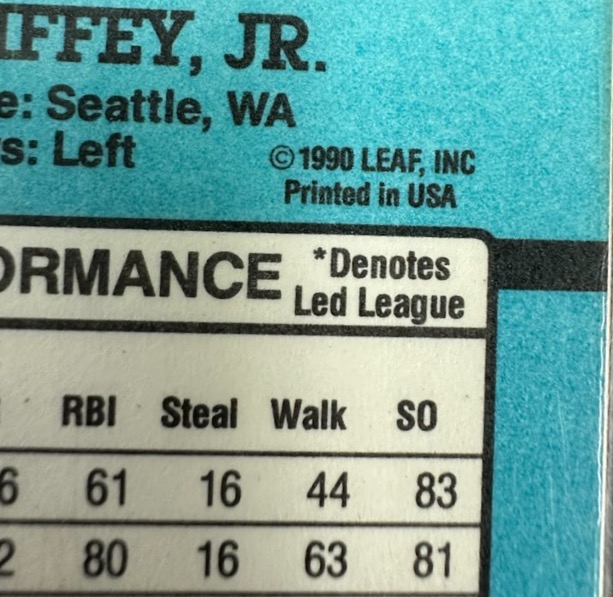 IFFEY, JR.
e: Seattle, WA
s: Left
©1990 LEAF, INC
Printed in USA
ORMANCE
*Denotes
Led League
RBI Steal Walk SO
6 61 16 44 83
2 80 16 63 81